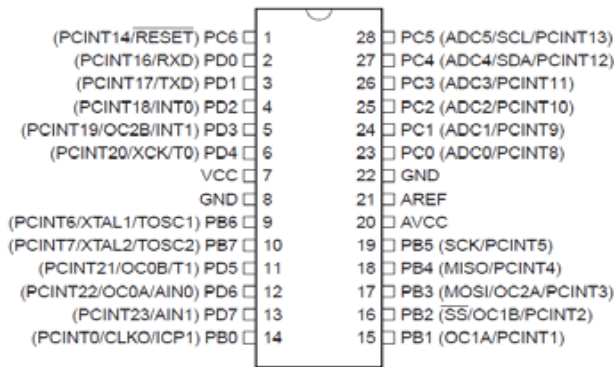 (PCINT14/RESET) PC6 1 28 PC5 (ADC5/SCL/PCINT13)
(PCINT16/RXD) PD0 2 27 PC4 (ADC4/SDA/PCINT12)
(PCINT17/TXD) PD1 3 26 PC3 (ADC3/PCINT11)
(PCINT18/INT0) PD2 4 25 PC2 (ADC2/PCINT10)
(PCINT19/OC2B/INT1) PD3 5 24 PC1 (ADC1/PCINT9)
(PCINT20/XCK/T0) PD4 6 23 PC0 (ADC0/PCINT8)
VCC 7 22 GND
GND 8 21 AREF
(PCINT6/XTAL1/TOSC1) PB6 9 20 AVCC
(PCINT7/XTAL2/TOSC2) PB7 10 19 PB5 (SCK/PCINT5)
(PCINT21/OC0B/T1) PD5 11 18 PB4 (MISO/PCINT4)
(PCINT22/OC0A/AIN0) PD6 12 17 PB3 (MOSI/OC2A/PCINT3)
(PCINT23/AIN1) PD7 13 16 PB2 (SS/OC1B/PCINT2)
(PCINT0/CLKO/ICP1) PB0 14 15 PB1 (OC1A/PCINT1)